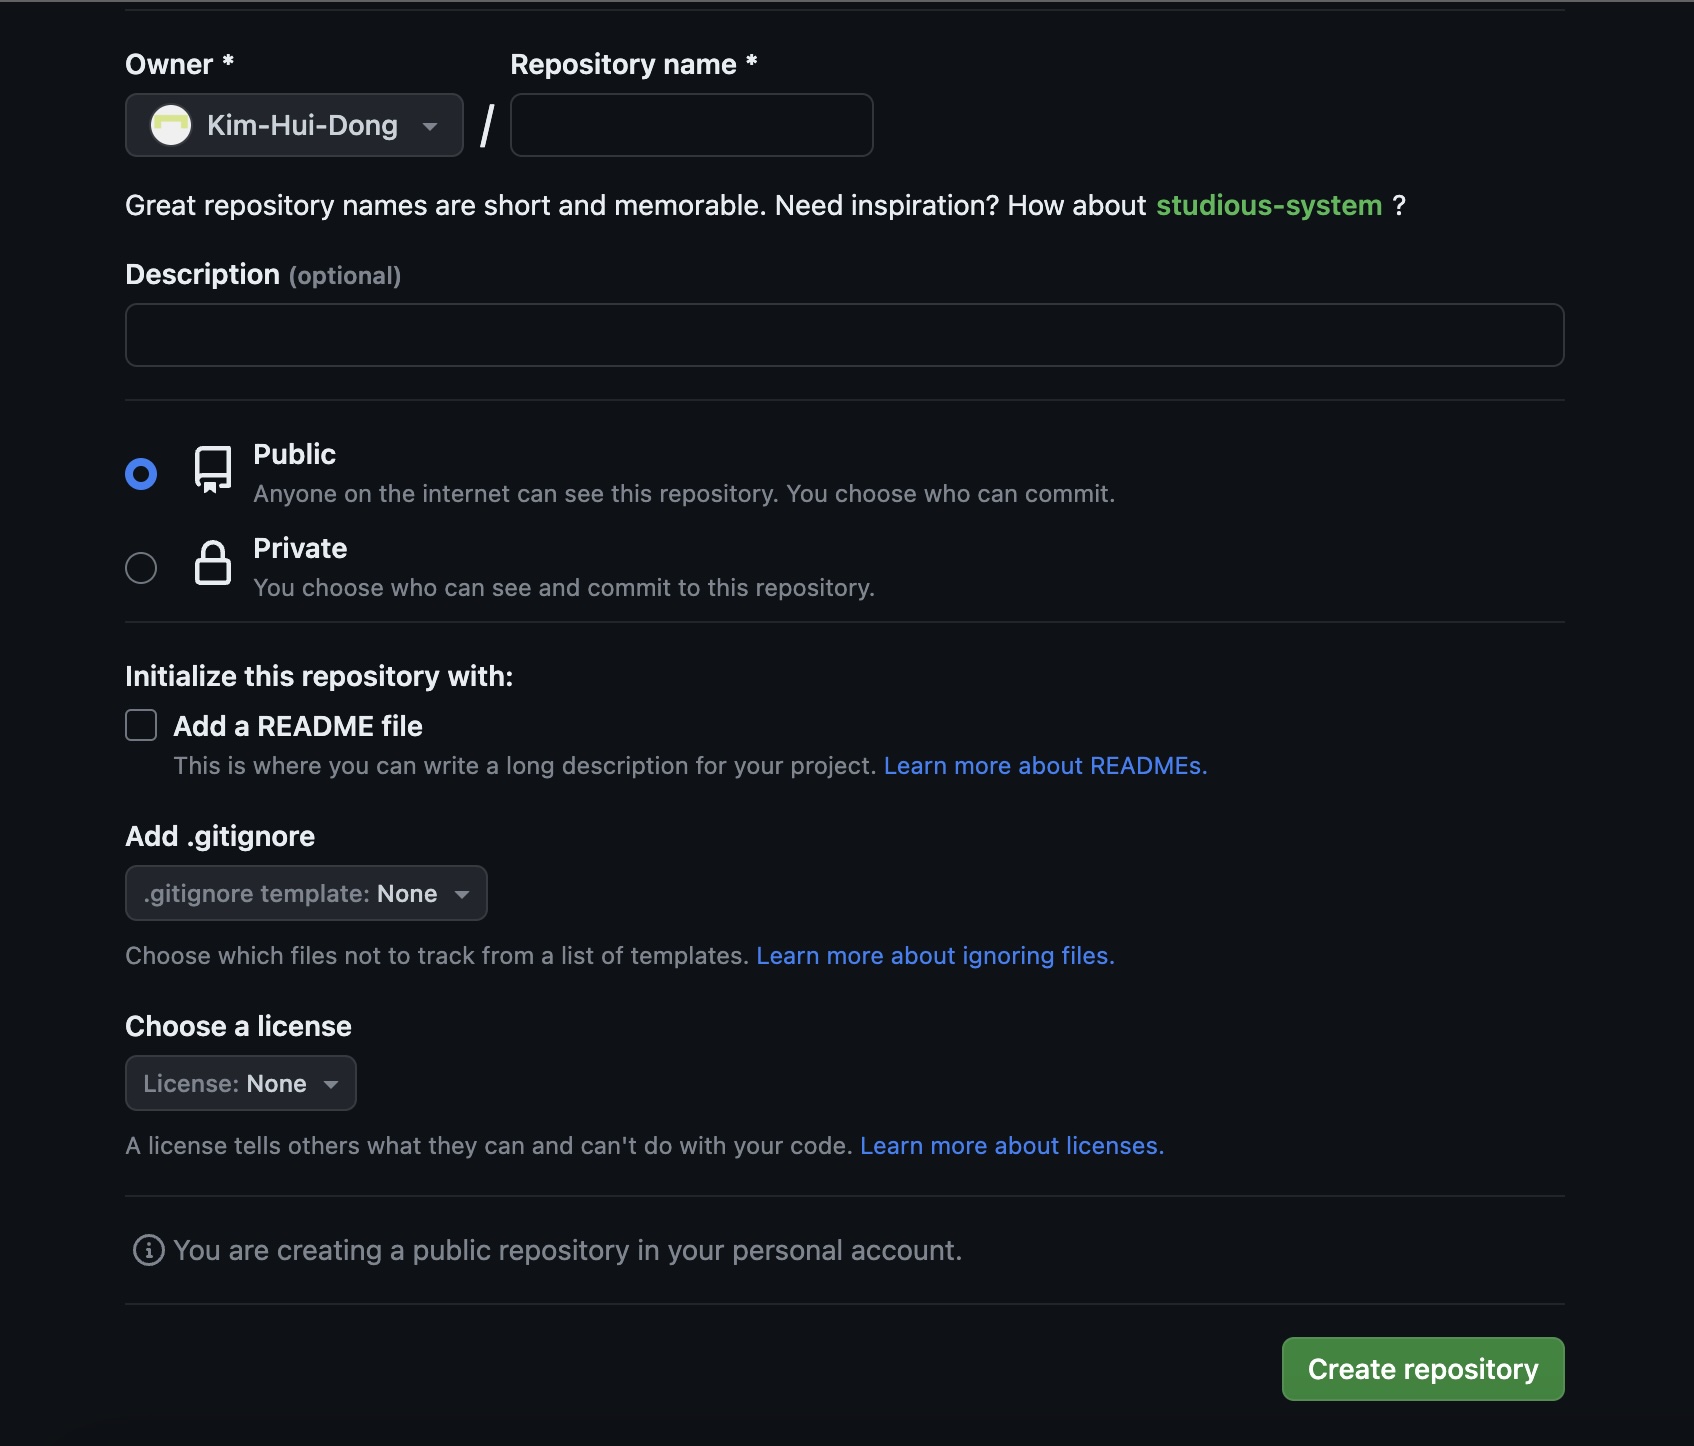 Owner *
Repository name *
Kim-Hui-Dong
/
Great repository names are short and memorable. Need inspiration? How about studious-system ?
Description (optional)
Public
Anyone on the internet can see this repository. You choose who can commit.
Private
You choose who can see and commit to this repository.
Initialize this repository with:
Add a README file
This is where you can write a long description for your project. Learn more about READMEs.
Add .gitignore
.gitignore template: None
Choose which files not to track from a list of templates. Learn more about ignoring files.
Choose a license
License: None
A license tells others what they can and can't do with your code. Learn more about licenses.
You are creating a public repository in your personal account.
Create repository